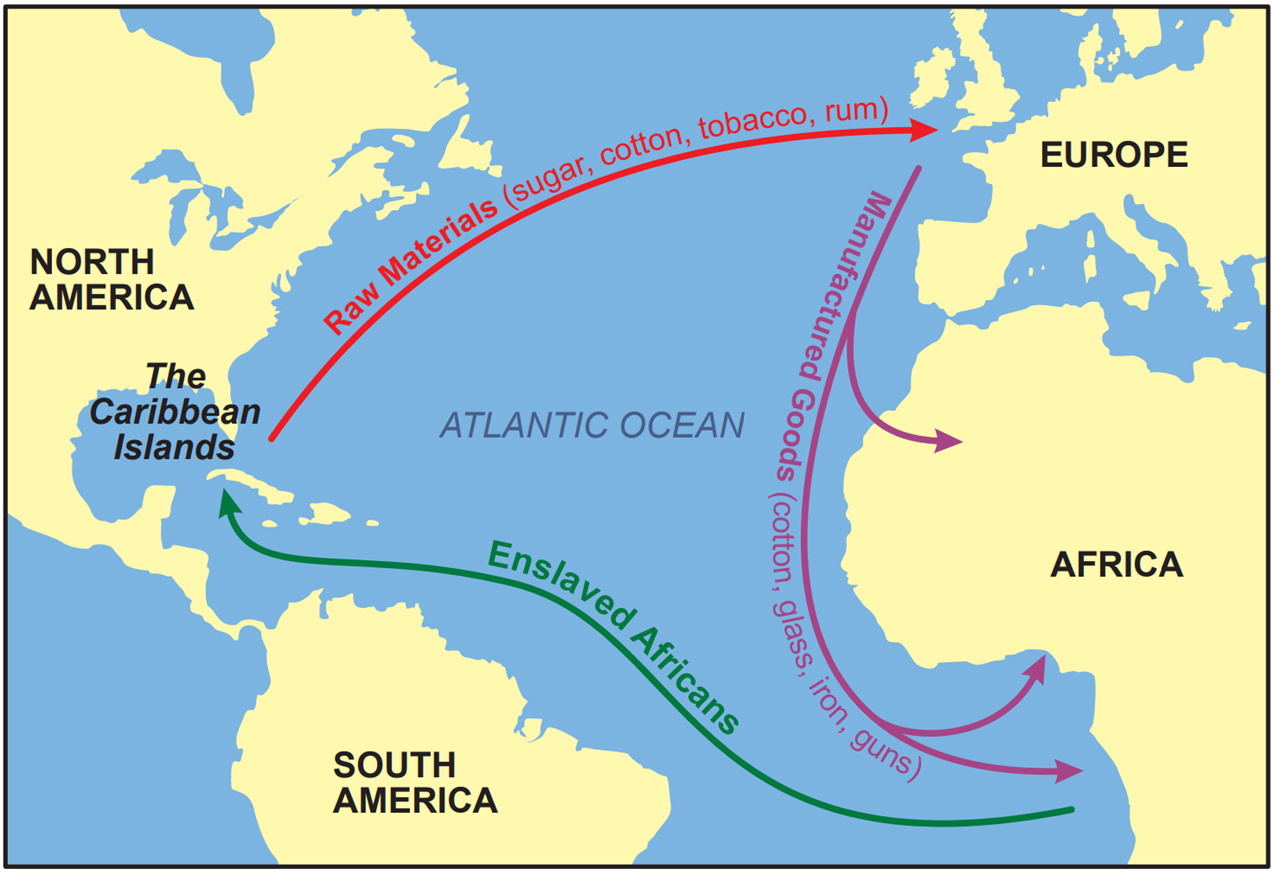 Raw Materials (sugar, cotton, tobacco, rum)
EUROPE
Manufactured Goods (cotton, glass, iron, guns)
NORTH
AMERICA
The
Caribbean
Islands
ATLANTIC OCEAN
AFRICA
Enslaved Africans
SOUTH
AMERICA